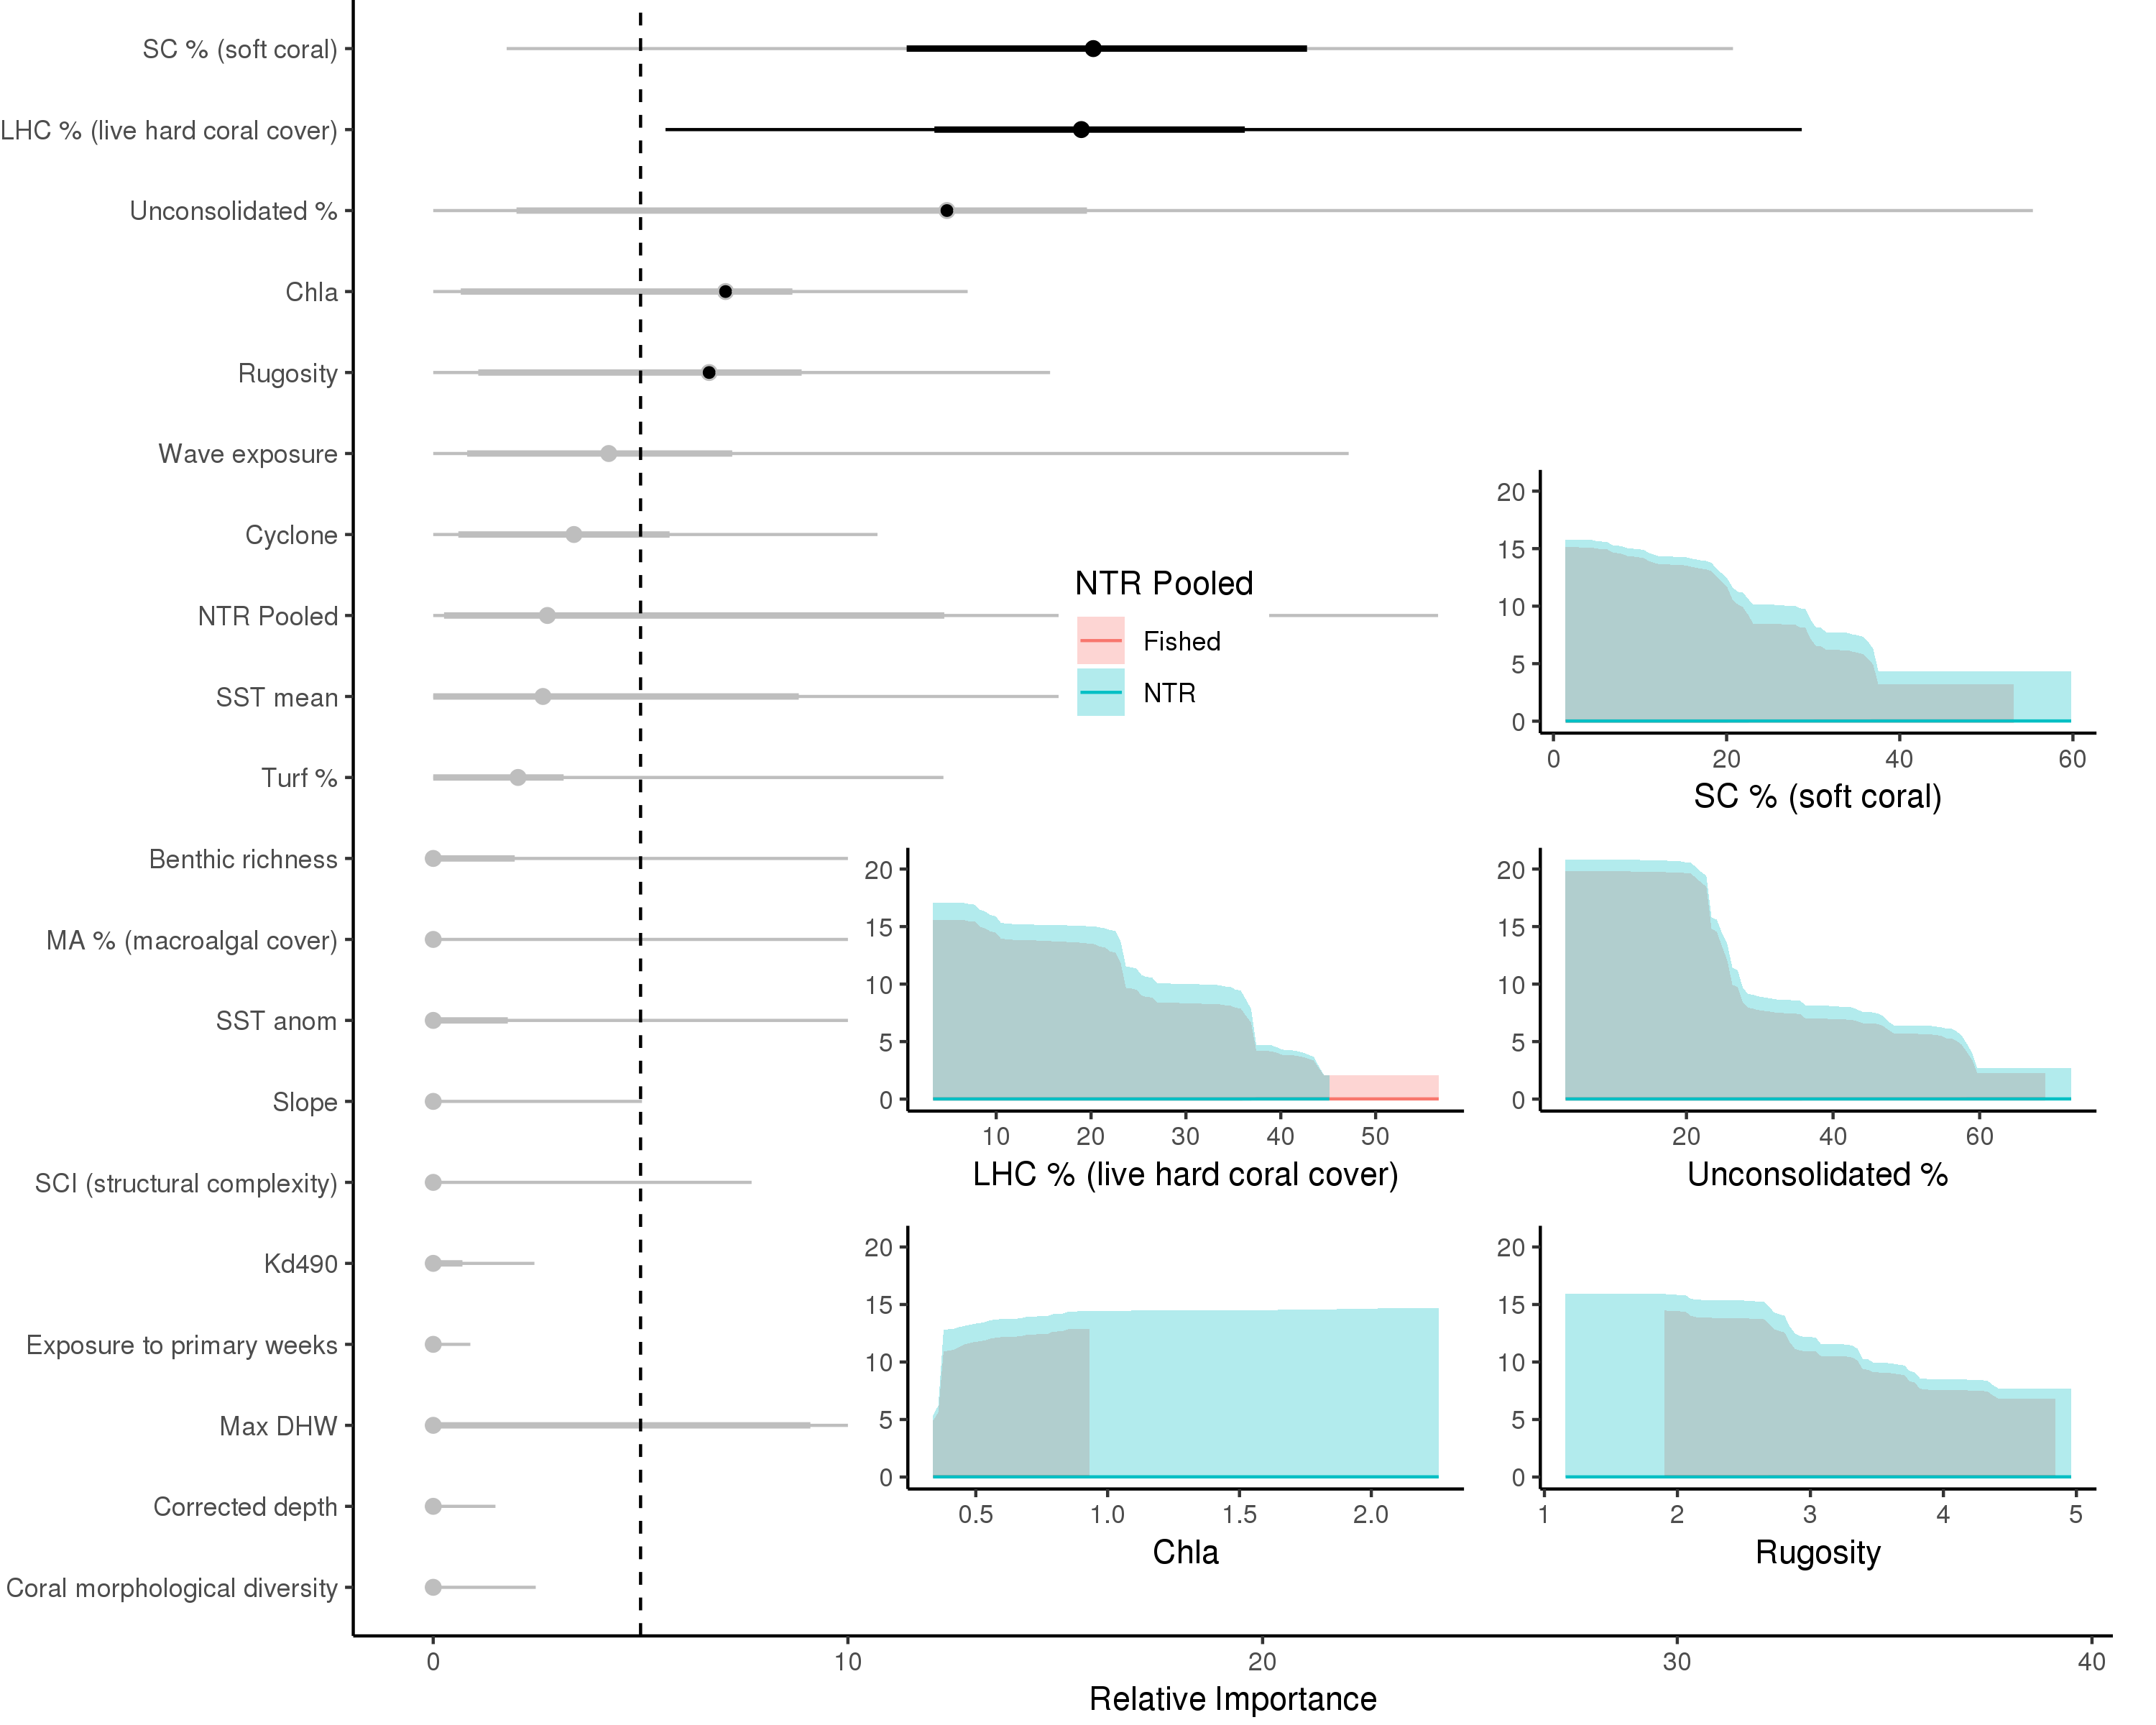 SC % (soft coral)
LHC % (live hard coral cover)
Unconsolidated %
Chla
Rugosity
Wave exposure
Cyclone
NTR Pooled
SST mean
Turf %
Benthic richness
MA % (macroalgal cover)
SST anom
Slope
SCI (structural complexity)
Kd490
Exposure to primary weeks
Max DHW
Corrected depth
Coral morphological diversity
0 10 20 30 40
Relative Importance
NTR Pooled
Fished
NTR
20
15
10
5
0
0 20 40 60
SC % (soft coral)
20
15
10
5
0
10 20 30 40 50
LHC % (live hard coral cover)
20
15
10
5
0
20 40 60
Unconsolidated %
20
15
10
5
0
0.5 1.0 1.5 2.0
Chla
20
15
10
5
0
1 2 3 4 5
Rugosity